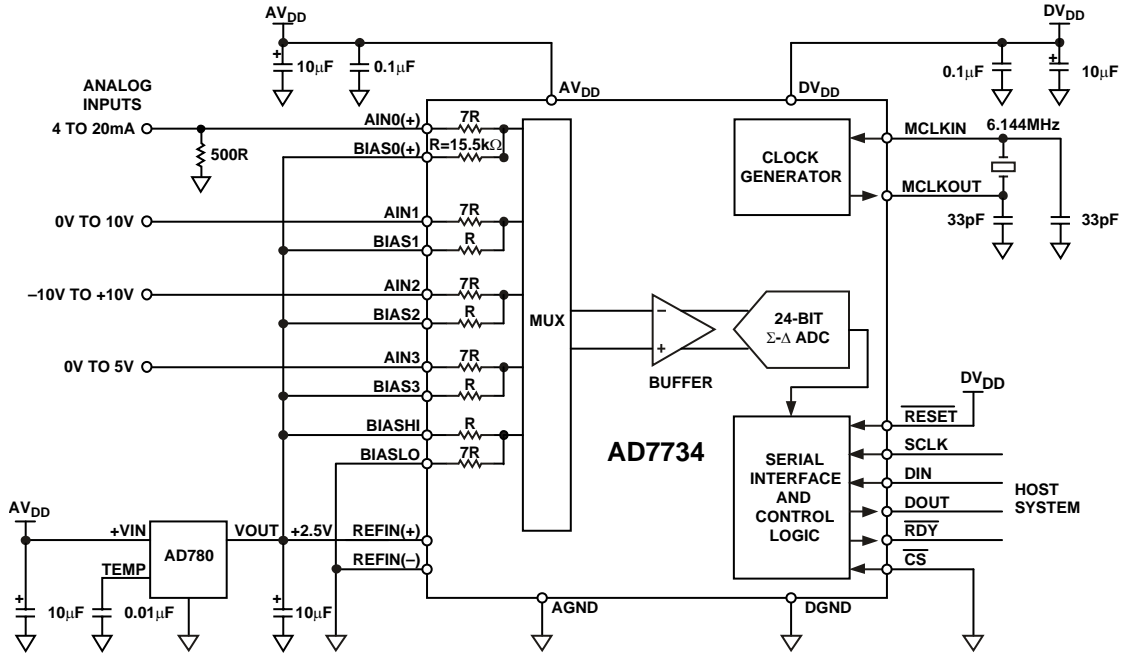 AVDD
DVDD
+
10µF
0.1µF
0.1µF
+
10µF
ANALOG
INPUTS
AVDD
DVDD
4 TO 20mA
AIN0(+)
7R
MCLKIN
6.144MHz
500R
BIAS0(+)
R=15.5kΩ
CLOCK
GENERATOR
MCLKOUT
0V TO 10V
AIN1
7R
33pF
33pF
BIAS1
R
–10V TO +10V
AIN2
7R
BIAS2
R
MUX
–
+
BUFFER
24-BIT
Σ-Δ ADC
0V TO 5V
AIN3
7R
BIAS3
R
DVDD
RESET
BIASHI
R
SCLK
BIASLO
7R
AD7734
SERIAL
INTERFACE
AND
CONTROL
LOGIC
DIN
DOUT
HOST
SYSTEM
RDY
CS
AVDD
+VIN
AD780
VOUT
+2.5V
REFIN(+)
TEMP
REFIN(–)
+
10µF
0.01µF
+
10µF
AGND
DGND